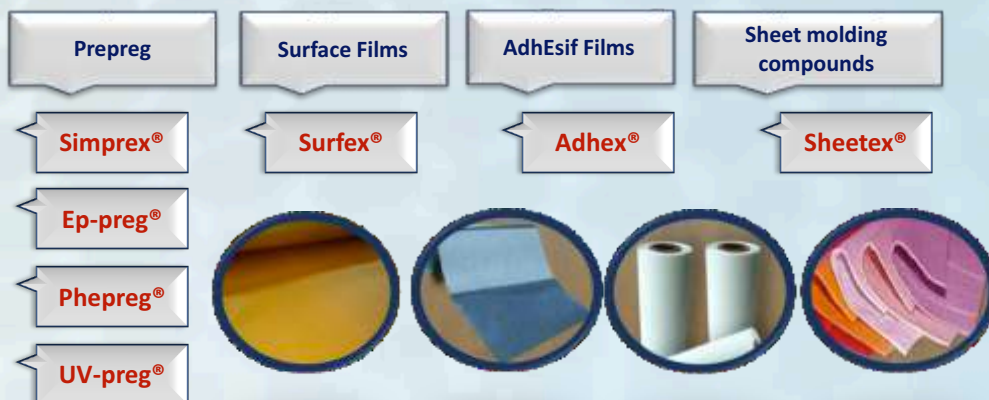 Prepreg
Surface Films
AdhEsif Films
Sheet molding
compounds
Simprex®
Surfex®
Adhex®
Sheetex®
Ep-preg®
Phepreg®
UV-preg®